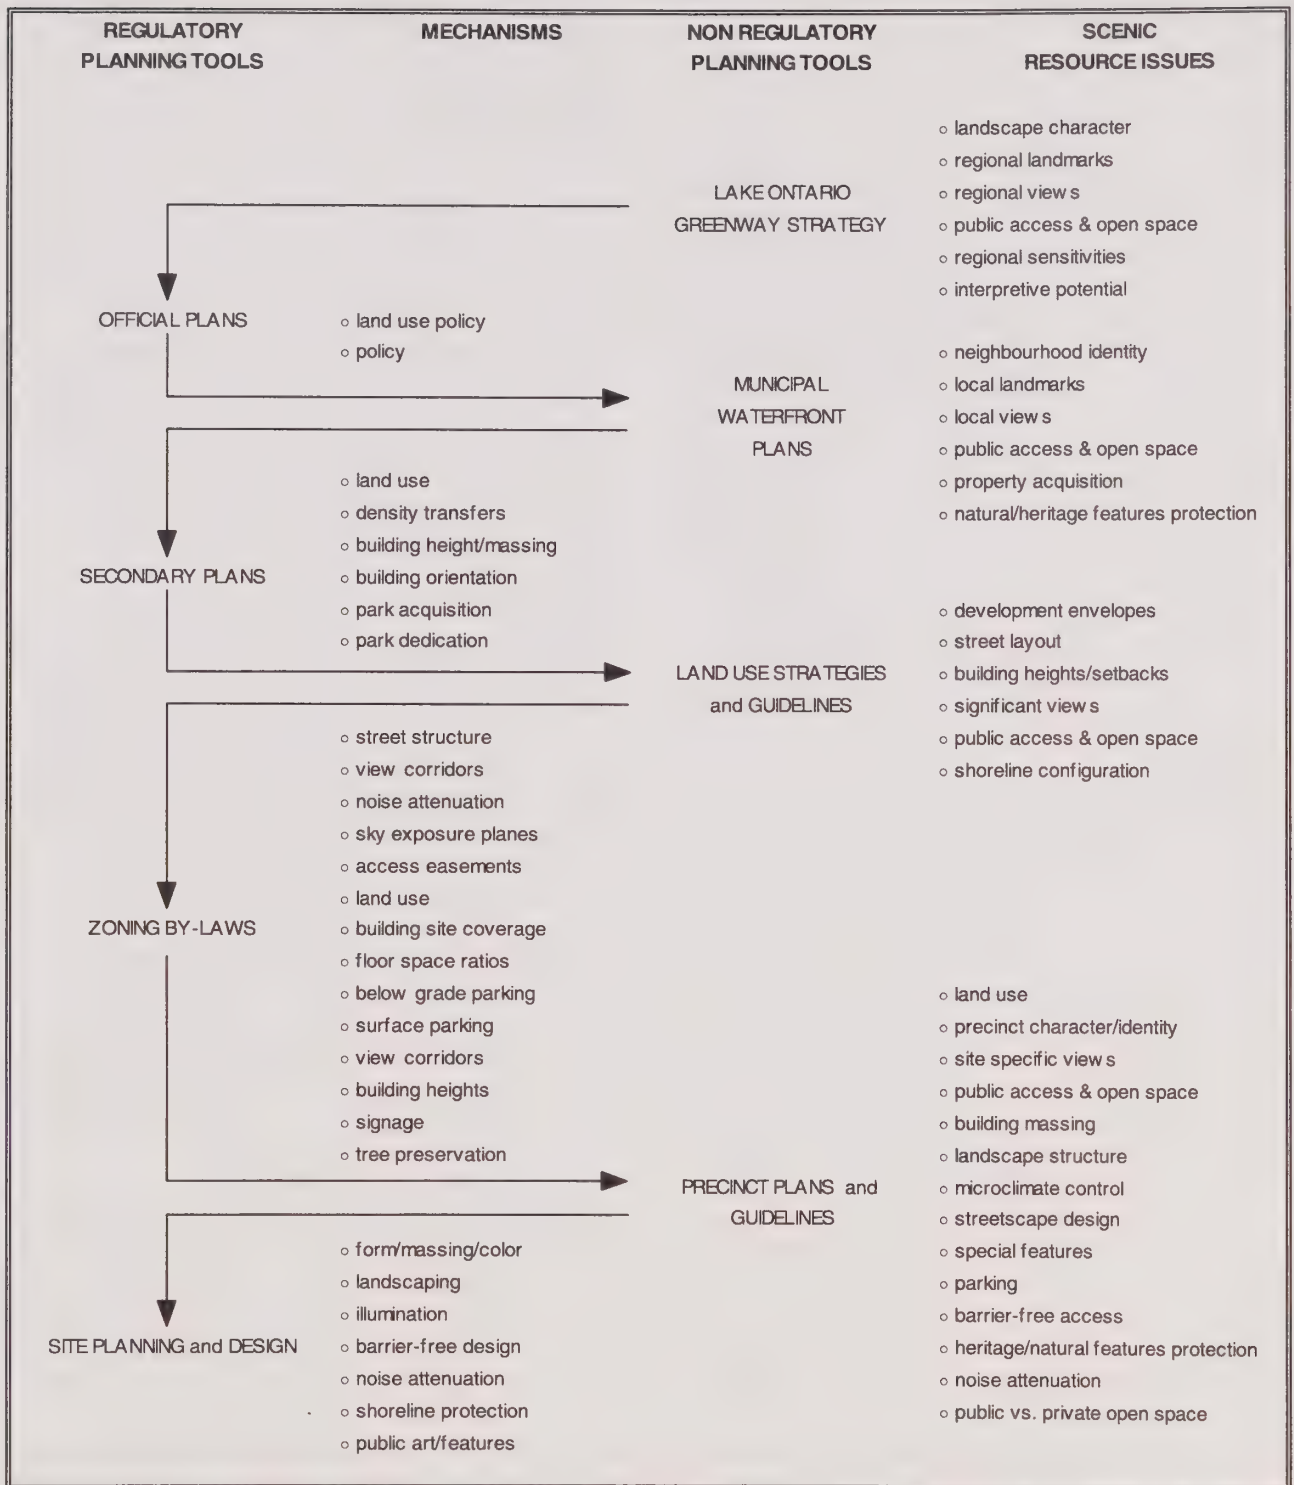 REGULATORY
PLANNING TOOLS
MECHANISMS
NON REGULATORY
PLANNING TOOLS
SCENIC
RESOURCE ISSUES
○ landscape character
○ regional landmarks
LAKE ONTARIO
GREENWAY STRATEGY
○ regional views
○ public access & open space
○ regional sensitivities
○ interpretive potential
OFFICIAL PLANS
○ land use policy
○ policy
○ neighbourhood identity
MUNICIPAL
WATERFRONT
PLANS
○ local landmarks
○ local views
○ public access & open space
○ property acquisition
○ natural/heritage features protection
○ land use
○ density transfers
○ building height/massing
SECONDARY PLANS
○ building orientation
○ park acquisition
○ park dedication
○ development envelopes
○ street layout
LAND USE STRATEGIES
and GUIDELINES
○ building heights/setbacks
○ significant views
○ public access & open space
○ shoreline configuration
○ street structure
○ view corridors
○ noise attenuation
○ sky exposure planes
○ access easements
○ land use
ZONING BY-LAWS
○ building site coverage
○ floor space ratios
○ below grade parking
○ surface parking
○ view corridors
○ building heights
○ signage
○ tree preservation
○ land use
○ precinct character/identity
○ site specific views
○ public access & open space
○ building massing
○ landscape structure
PRECINCT PLANS and
GUIDELINES
○ microclimate control
○ streetscape design
○ special features
○ parking
○ barrier-free access
○ heritage/natural features protection
○ noise attenuation
○ public vs. private open space
○ form/massing/color
○ landscaping
○ illumination
SITE PLANNING and DESIGN
○ barrier-free design
○ noise attenuation
○ shoreline protection
○ public art/features